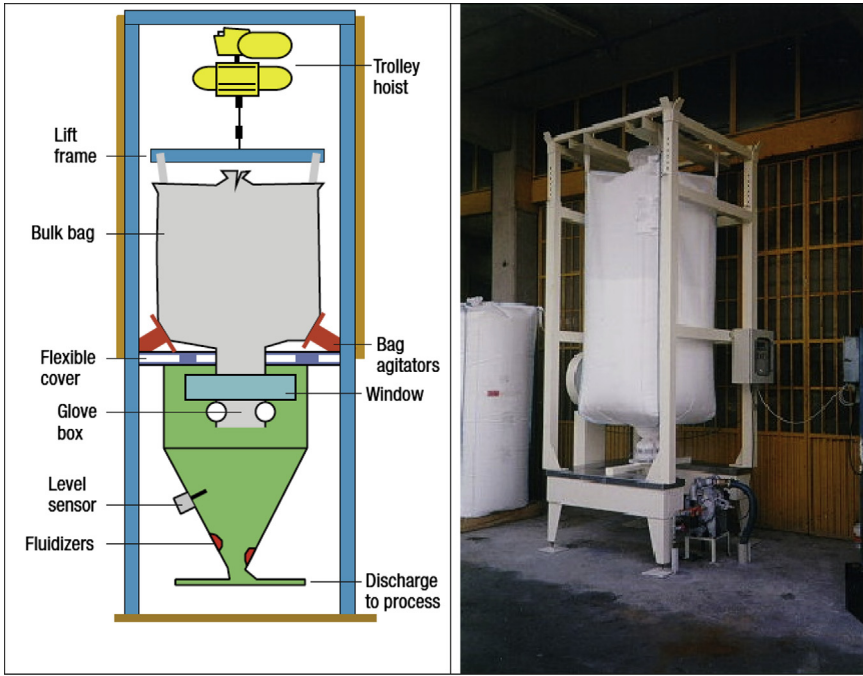 Trolley
hoist
Lift
frame
Bulk bag
Bag
agitators
Flexible
cover
Window
Glove
box
Level
sensor
Fluidizers
Discharge
to process